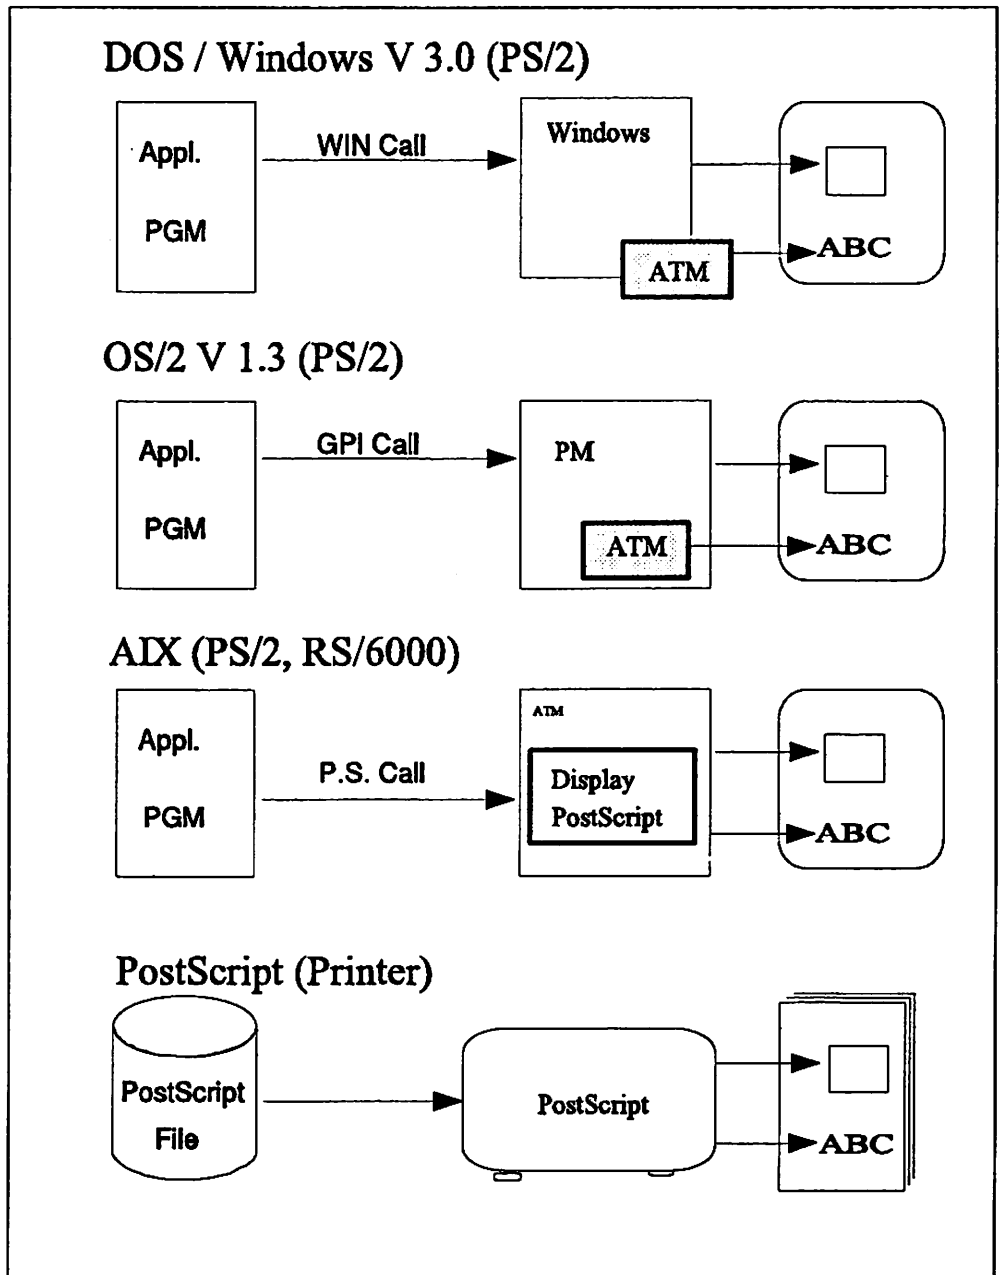 DOS / Windows V 3.0 (PS/2)
Appl.
PGM
WIN Call
Windows
ATM
ABC
OS/2 V 1.3 (PS/2)
Appl.
PGM
GPI Call
PM
ATM
ABC
AIX (PS/2, RS/6000)
Appl.
PGM
P.S. Call
ATM
Display
PostScript
ABC
PostScript (Printer)
PostScript
File
PostScript
ABC